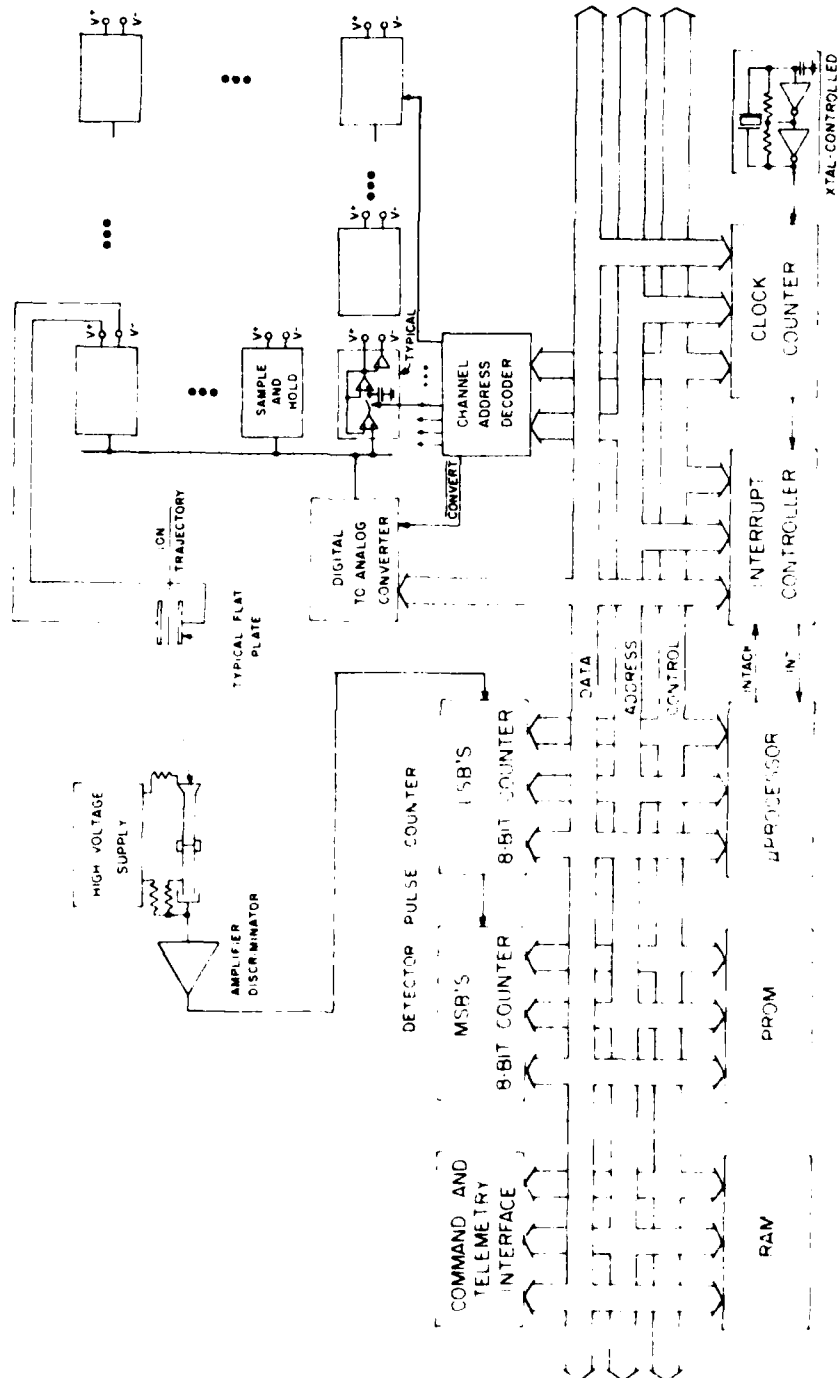 V+
V-
V+
V-
V+
V-
V+
V-
V+
V-
V+
V-
V+
V-
SAMPLE
AND
HOLD
TYPICAL
CHANNEL
ADDRESS
DECODER
CONVERT
DIGITAL
TO ANALOG
CONVERTER
TRAJECTORY
TYPICAL FLAT
PLATE
HIGH VOLTAGE
SUPPLY
AMPLIFIER
DISCRIMINATOR
DETECTOR PULSE COUNTER
COMMAND AND
TELEMETRY
INTERFACE
MSB'S
8-BIT COUNTER
LSB'S
8-BIT COUNTER
DATA
ADDRESS
CONTROL
RAM
PROM
μPROCESSOR
INTACK
INT
INTERRUPT
CONTROLLER
CLOCK
COUNTER
XTAL-CONTROLLED